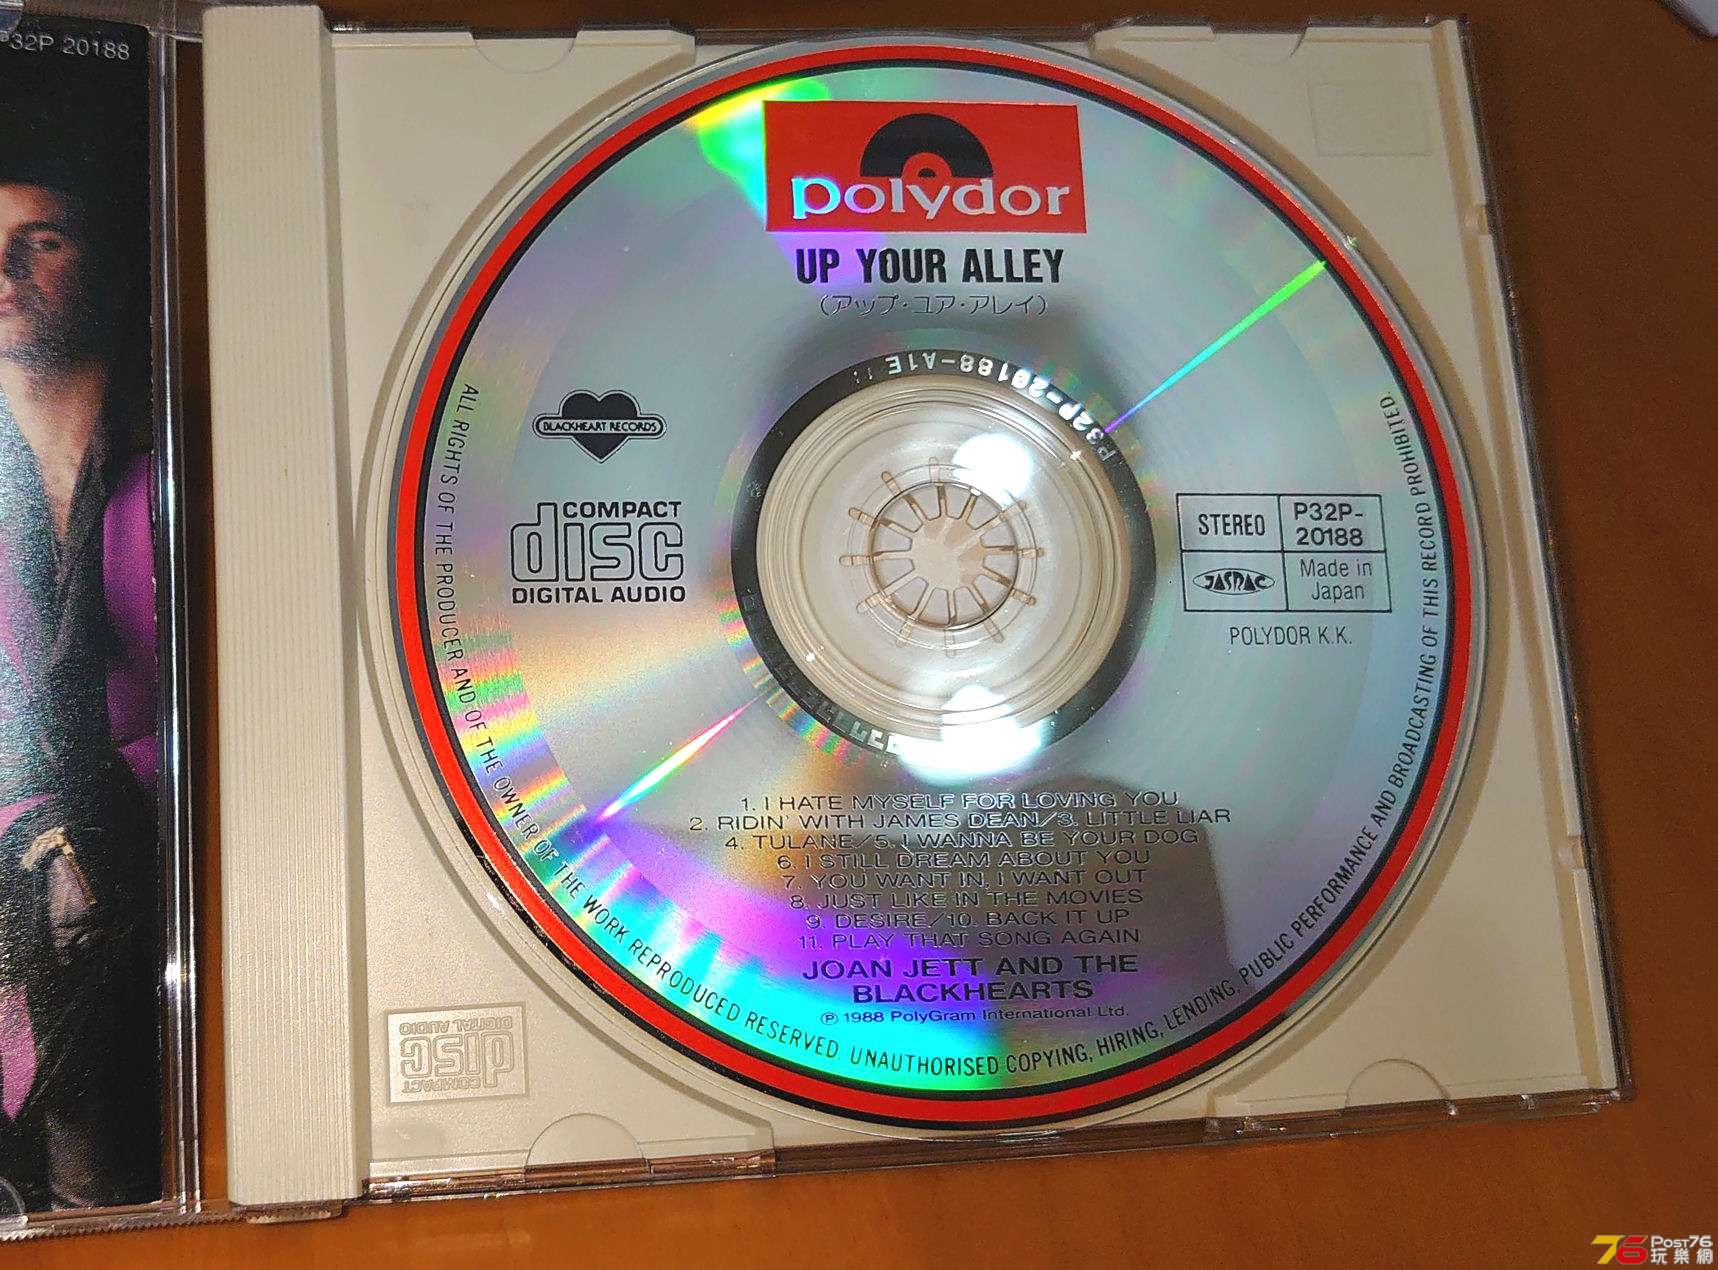 P32P 20188
polydor
UP YOUR ALLEY
(アップ・ユア・アレイ)
P32P-20188-A1E
BLACKHEART RECORDS
COMPACT
disc
DIGITAL AUDIO
STEREO
P32P-
20188
JASRAC
Made in
Japan
POLYDOR K.K.
1. I HATE MYSELF FOR LOVING YOU
2. RIDIN' WITH JAMES DEAN/3. LITTLE LIAR
4. TULANE/5. I WANNA BE YOUR DOG
6. I STILL DREAM ABOUT YOU
7. YOU WANT IN, I WANT OUT
8. JUST LIKE IN THE MOVIES
9. DESIRE/10. BACK IT UP
11. PLAY THAT SONG AGAIN
JOAN JETT AND THE
BLACKHEARTS
℗ 1988 PolyGram International Ltd.
ALL RIGHTS OF THE PRODUCER AND OF THE OWNER OF THE WORK REPRODUCED RESERVED. UNAUTHORISED COPYING, HIRING, LENDING, PUBLIC PERFORMANCE AND BROADCASTING OF THIS RECORD PROHIBITED.
COMPACT
disc
DIGITAL AUDIO
76 Post76
玩樂網